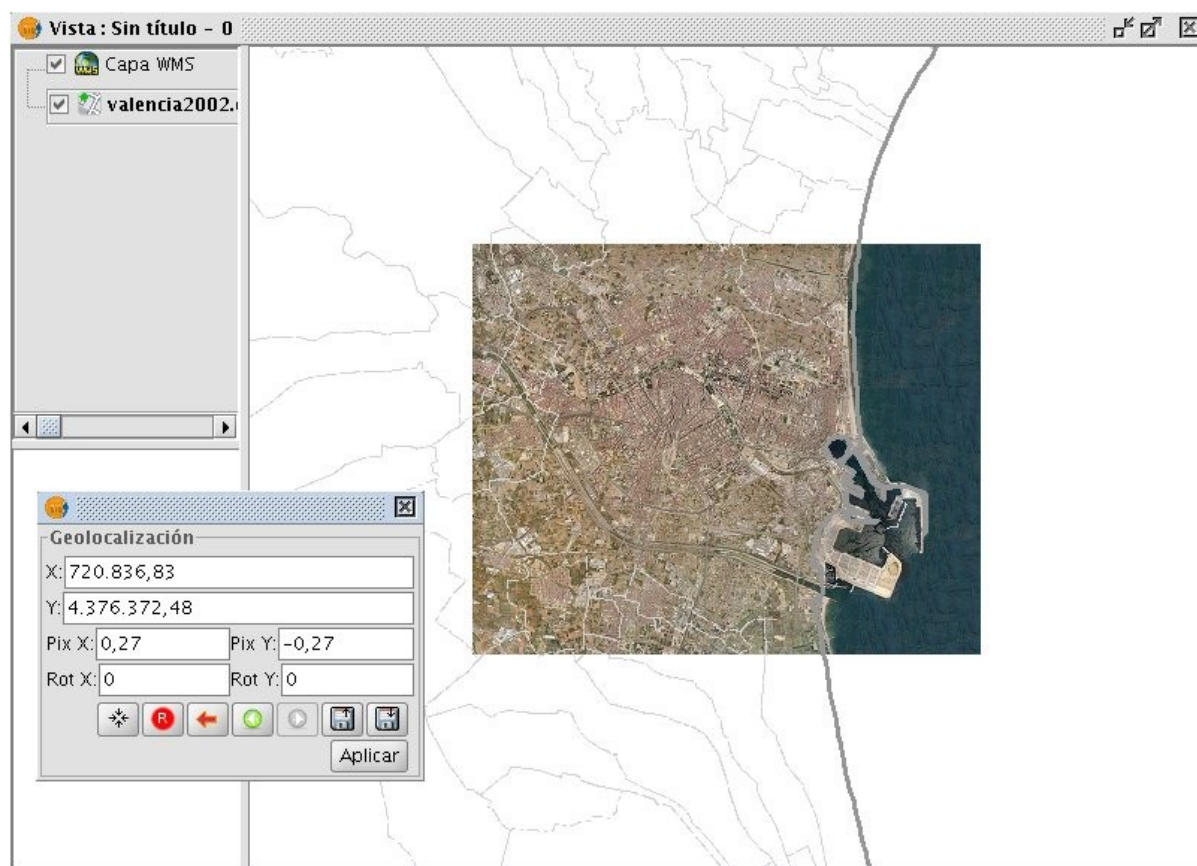 Vista : Sin título – 0
Capa WMS
valencia2002.
Geolocalización
X: 720.836,83
Y: 4.376.372,48
Pix X: 0,27 Pix Y: -0,27
Rot X: 0 Rot Y: 0
R
Aplicar